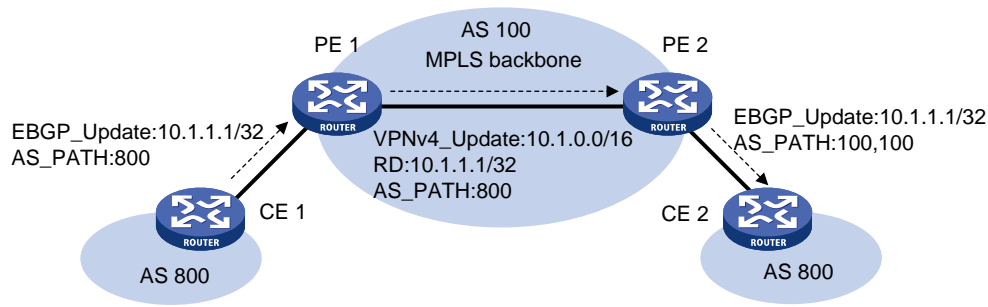 AS 100
MPLS backbone
PE 1
PE 2
ROUTER
ROUTER
EBGP_Update:10.1.1.1/32
AS_PATH:800
VPNv4_Update:10.1.0.0/16
RD:10.1.1.1/32
AS_PATH:800
EBGP_Update:10.1.1.1/32
AS_PATH:100,100
CE 1
ROUTER
CE 2
ROUTER
AS 800
AS 800